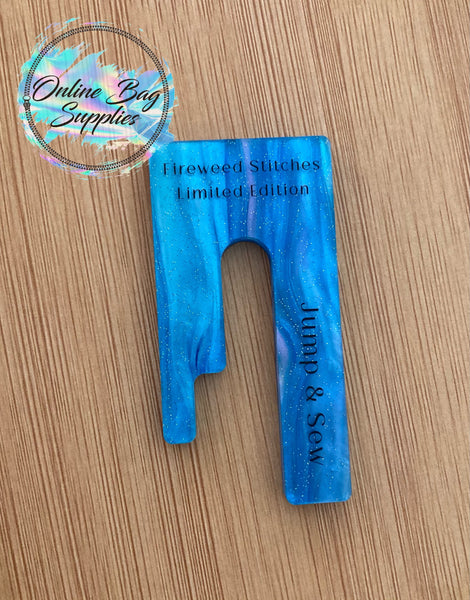 Online Bag
Supplies
Fireweed Stitches
Limited Edition
Jump & Sew